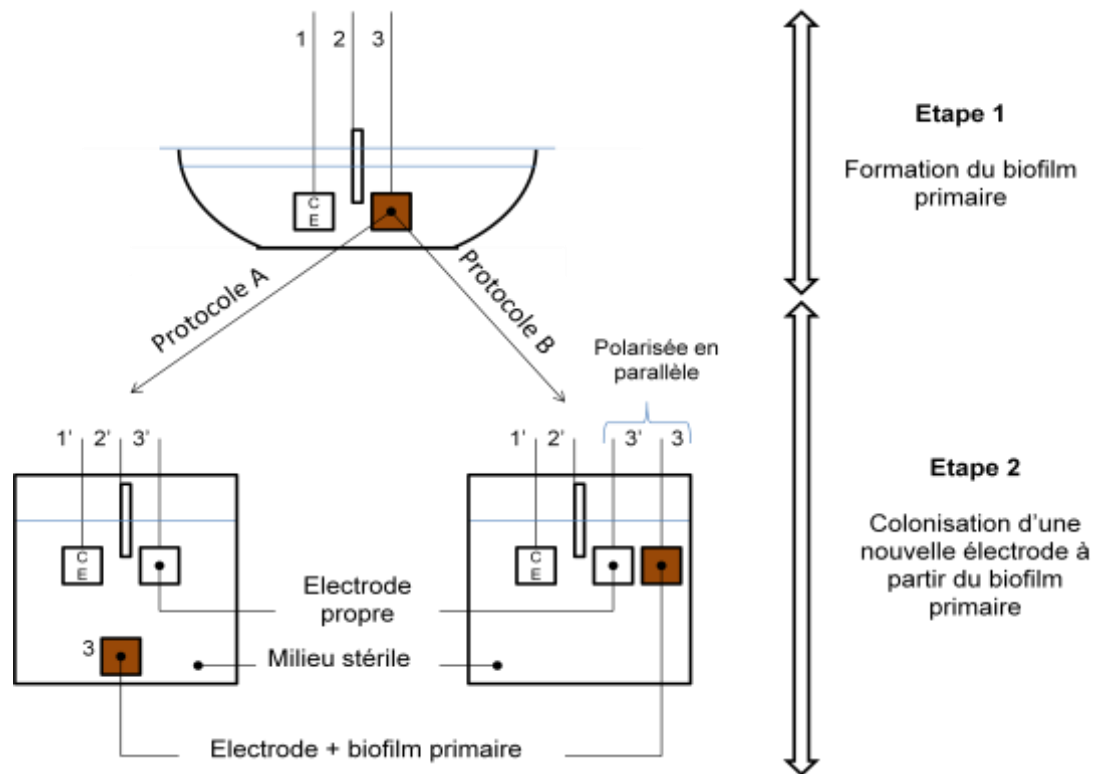 1 2 3
C
E
Etape 1
Formation du biofilm
primaire
Protocole A
Protocole B
Polarisée en
parallèle
1' 2' 3'
C
E
3
1' 2' 3' 3
C
E
Electrode
propre
Milieu stérile
Electrode + biofilm primaire
Etape 2
Colonisation d'une
nouvelle électrode à
partir du biofilm
primaire